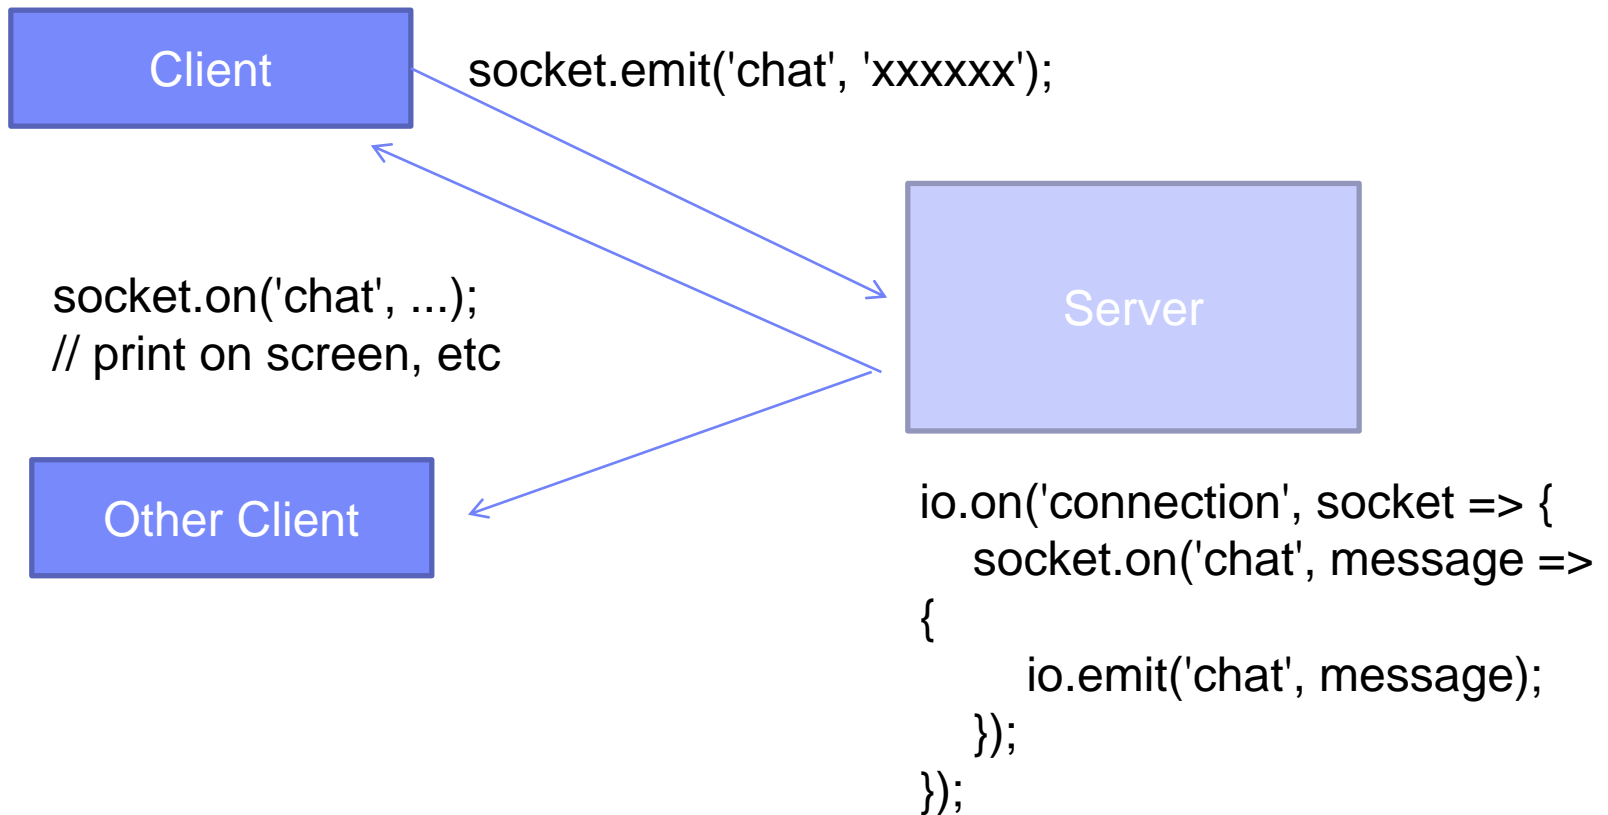 Client
socket.emit('chat', 'xxxxxx');
Server
socket.on('chat', ...);
// print on screen, etc
Other Client
io.on('connection', socket => {
socket.on('chat', message =>
{
io.emit('chat', message);
});
});